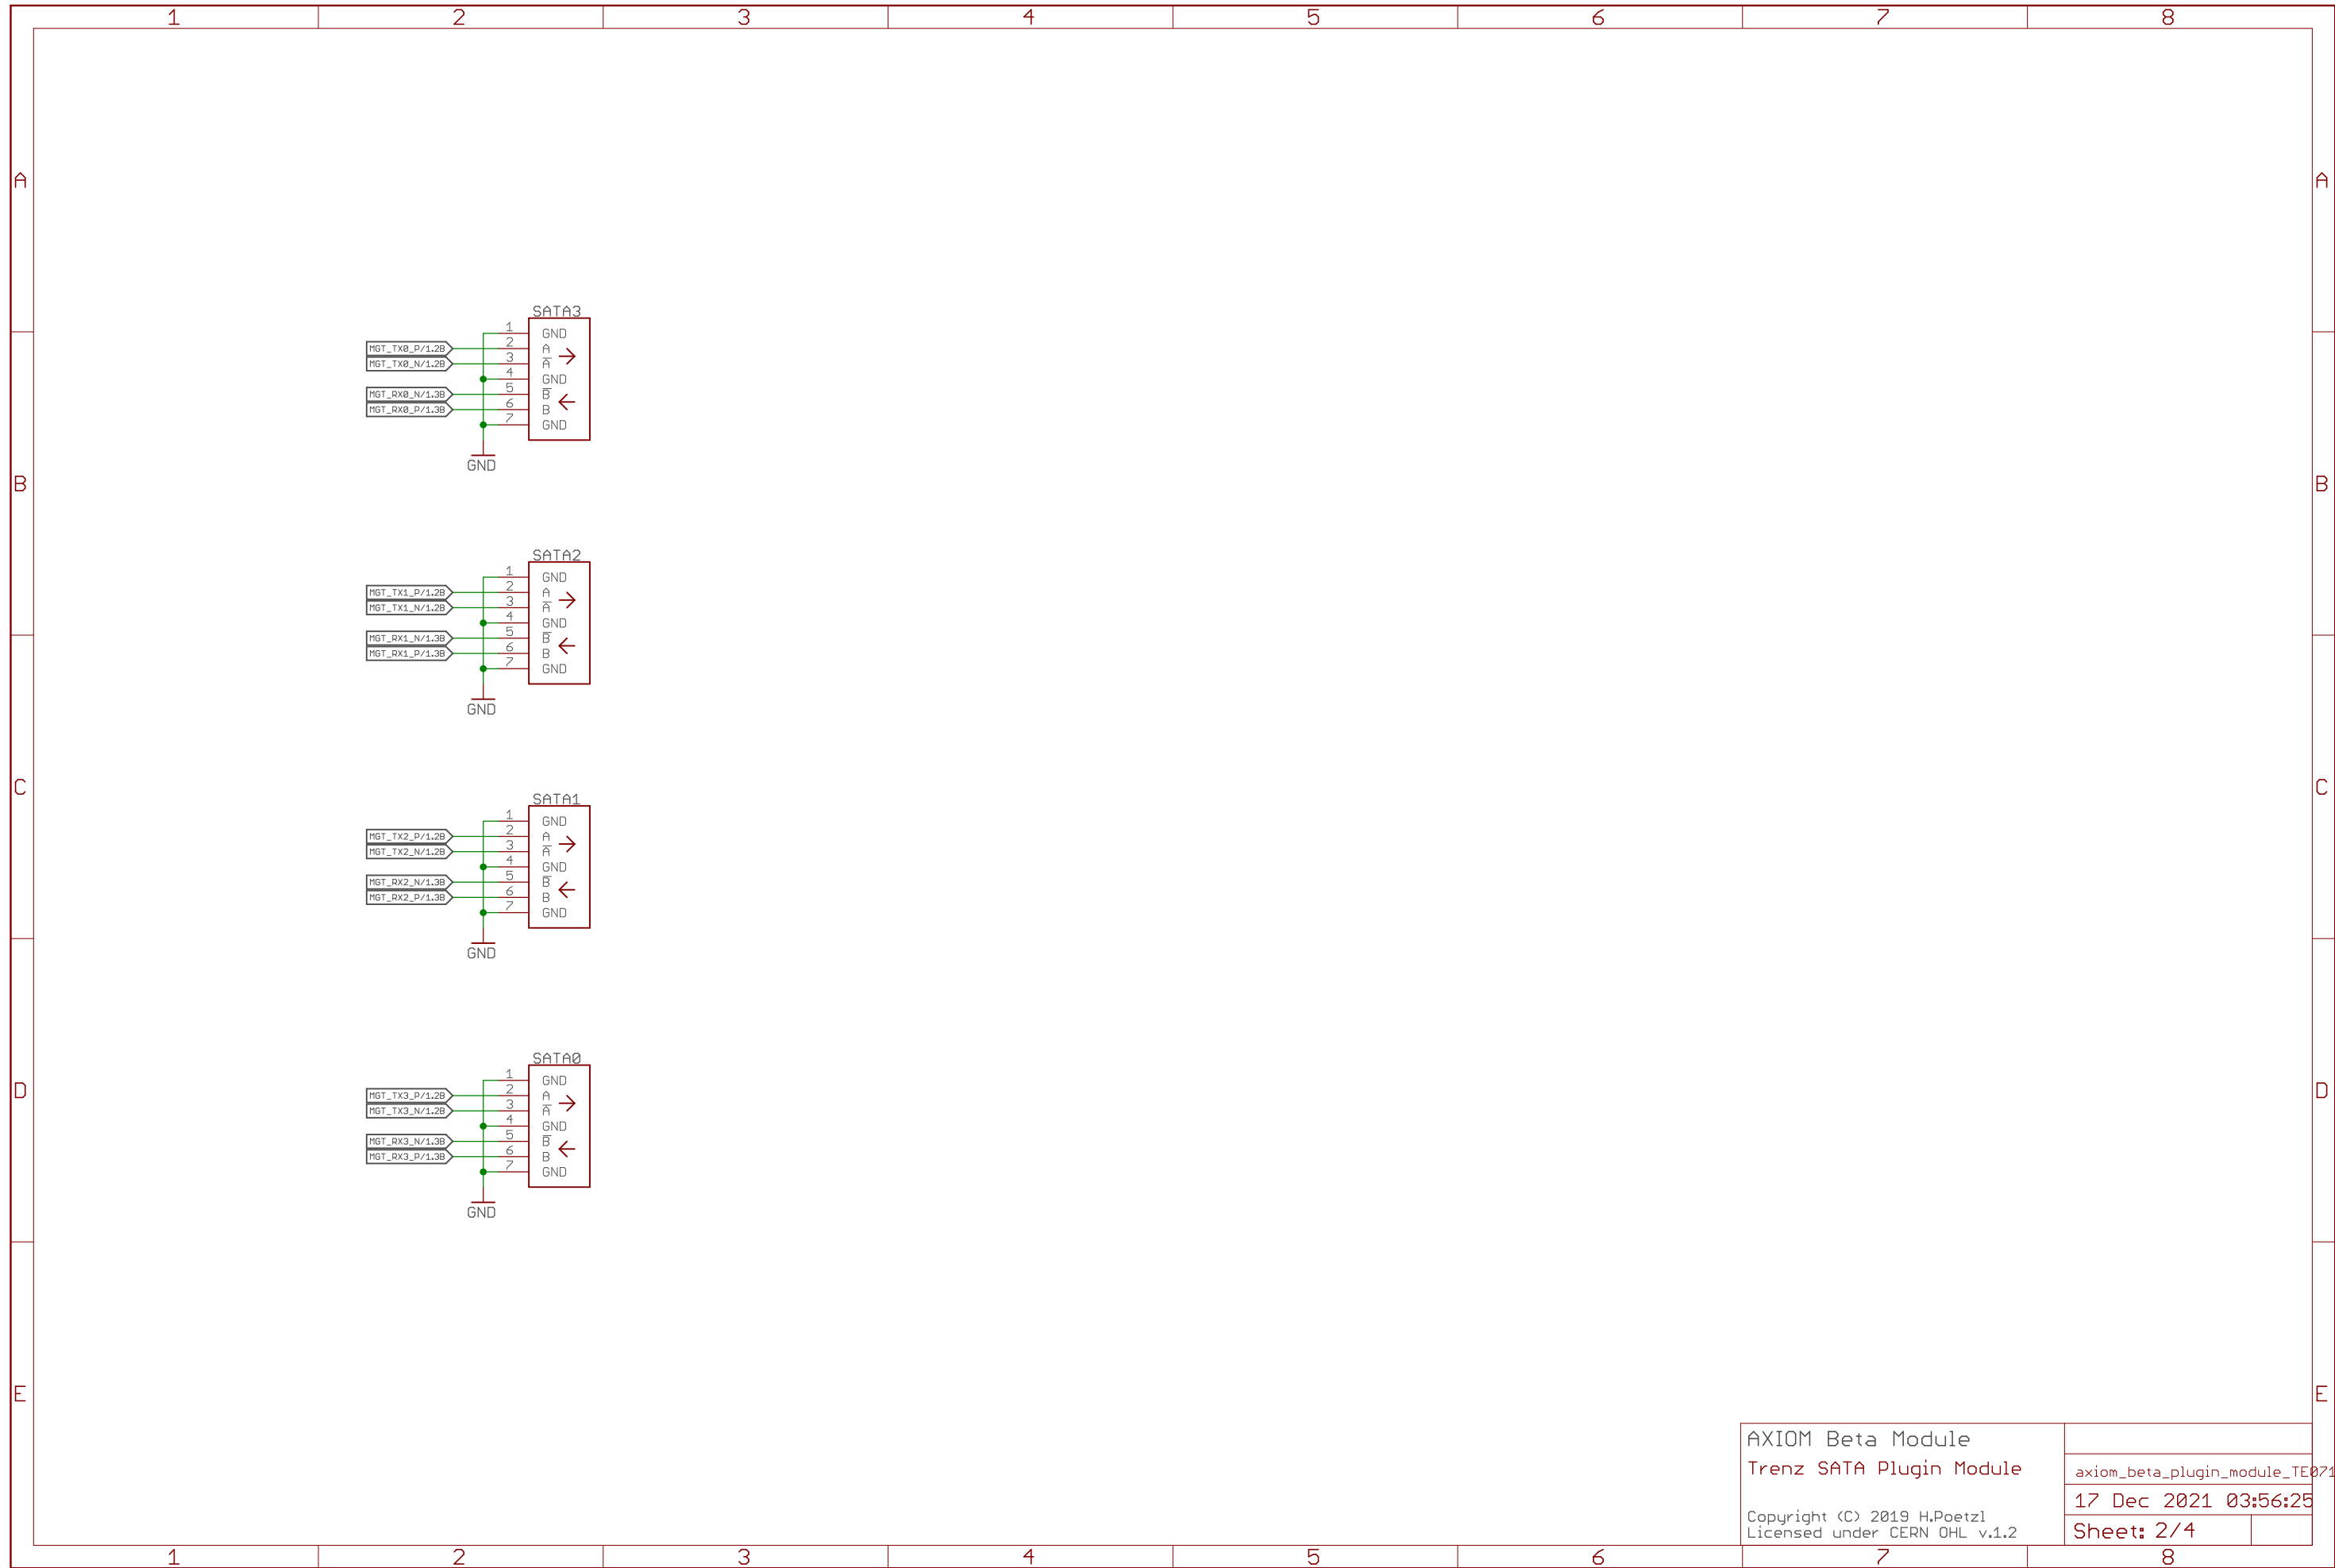 1 2 3 4 5 6 7 8
A A
SATA3
1 GND
MGT_TX0_P/1.2B 2 A
MGT_TX0_N/1.2B 3 A
4 GND
MGT_RX0_N/1.3B 5 B
MGT_RX0_P/1.3B 6 B
7 GND
GND
B B
SATA2
1 GND
MGT_TX1_P/1.2B 2 A
MGT_TX1_N/1.2B 3 A
4 GND
MGT_RX1_N/1.3B 5 B
MGT_RX1_P/1.3B 6 B
7 GND
GND
C C
SATA1
1 GND
MGT_TX2_P/1.2B 2 A
MGT_TX2_N/1.2B 3 A
4 GND
MGT_RX2_N/1.3B 5 B
MGT_RX2_P/1.3B 6 B
7 GND
GND
SATA0
1 GND
D D
MGT_TX3_P/1.2B 2 A
MGT_TX3_N/1.2B 3 A
4 GND
MGT_RX3_N/1.3B 5 B
MGT_RX3_P/1.3B 6 B
7 GND
GND
E E
AXIOM Beta Module
Trenz SATA Plugin Module
Copyright (C) 2019 H.Poetzl
Licensed under CERN OHL v.1.2
axiom_beta_plugin_module_TE071
17 Dec 2021 03:56:25
Sheet: 2/4
1 2 3 4 5 6 7 8